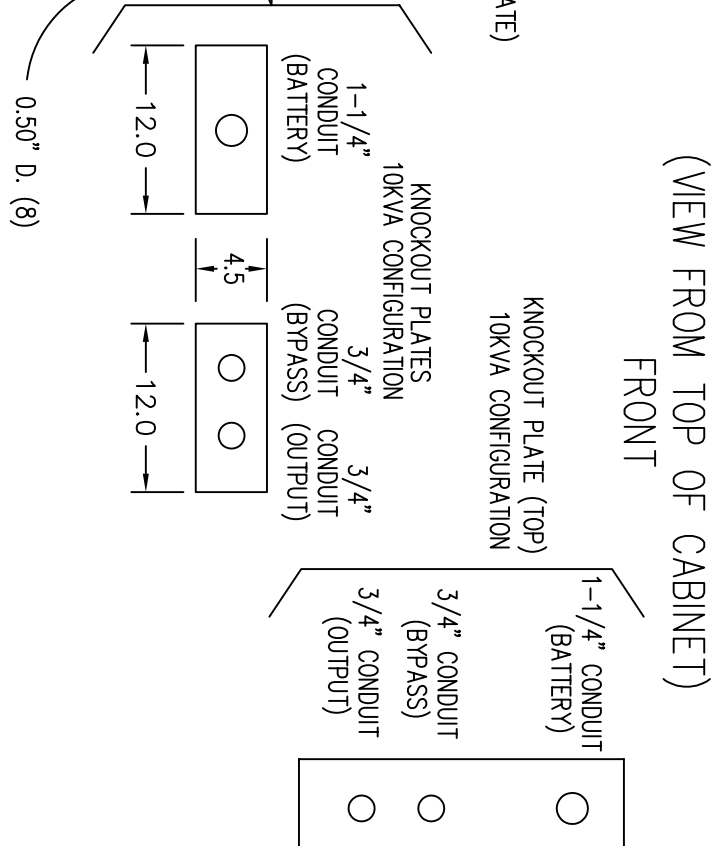 (VIEW FROM TOP OF CABINET)
FRONT
ATE)
KNOCKOUT PLATE (TOP)
10KVA CONFIGURATION
1-1/4" CONDUIT
(BATTERY)
3/4" CONDUIT
(BYPASS)
3/4" CONDUIT
(OUTPUT)
KNOCKOUT PLATES
10KVA CONFIGURATION
1-1/4"
CONDUIT
(BATTERY)
3/4"
CONDUIT
(BYPASS)
3/4"
CONDUIT
(OUTPUT)
4.5
12.0
12.0
0.50" D. (8)